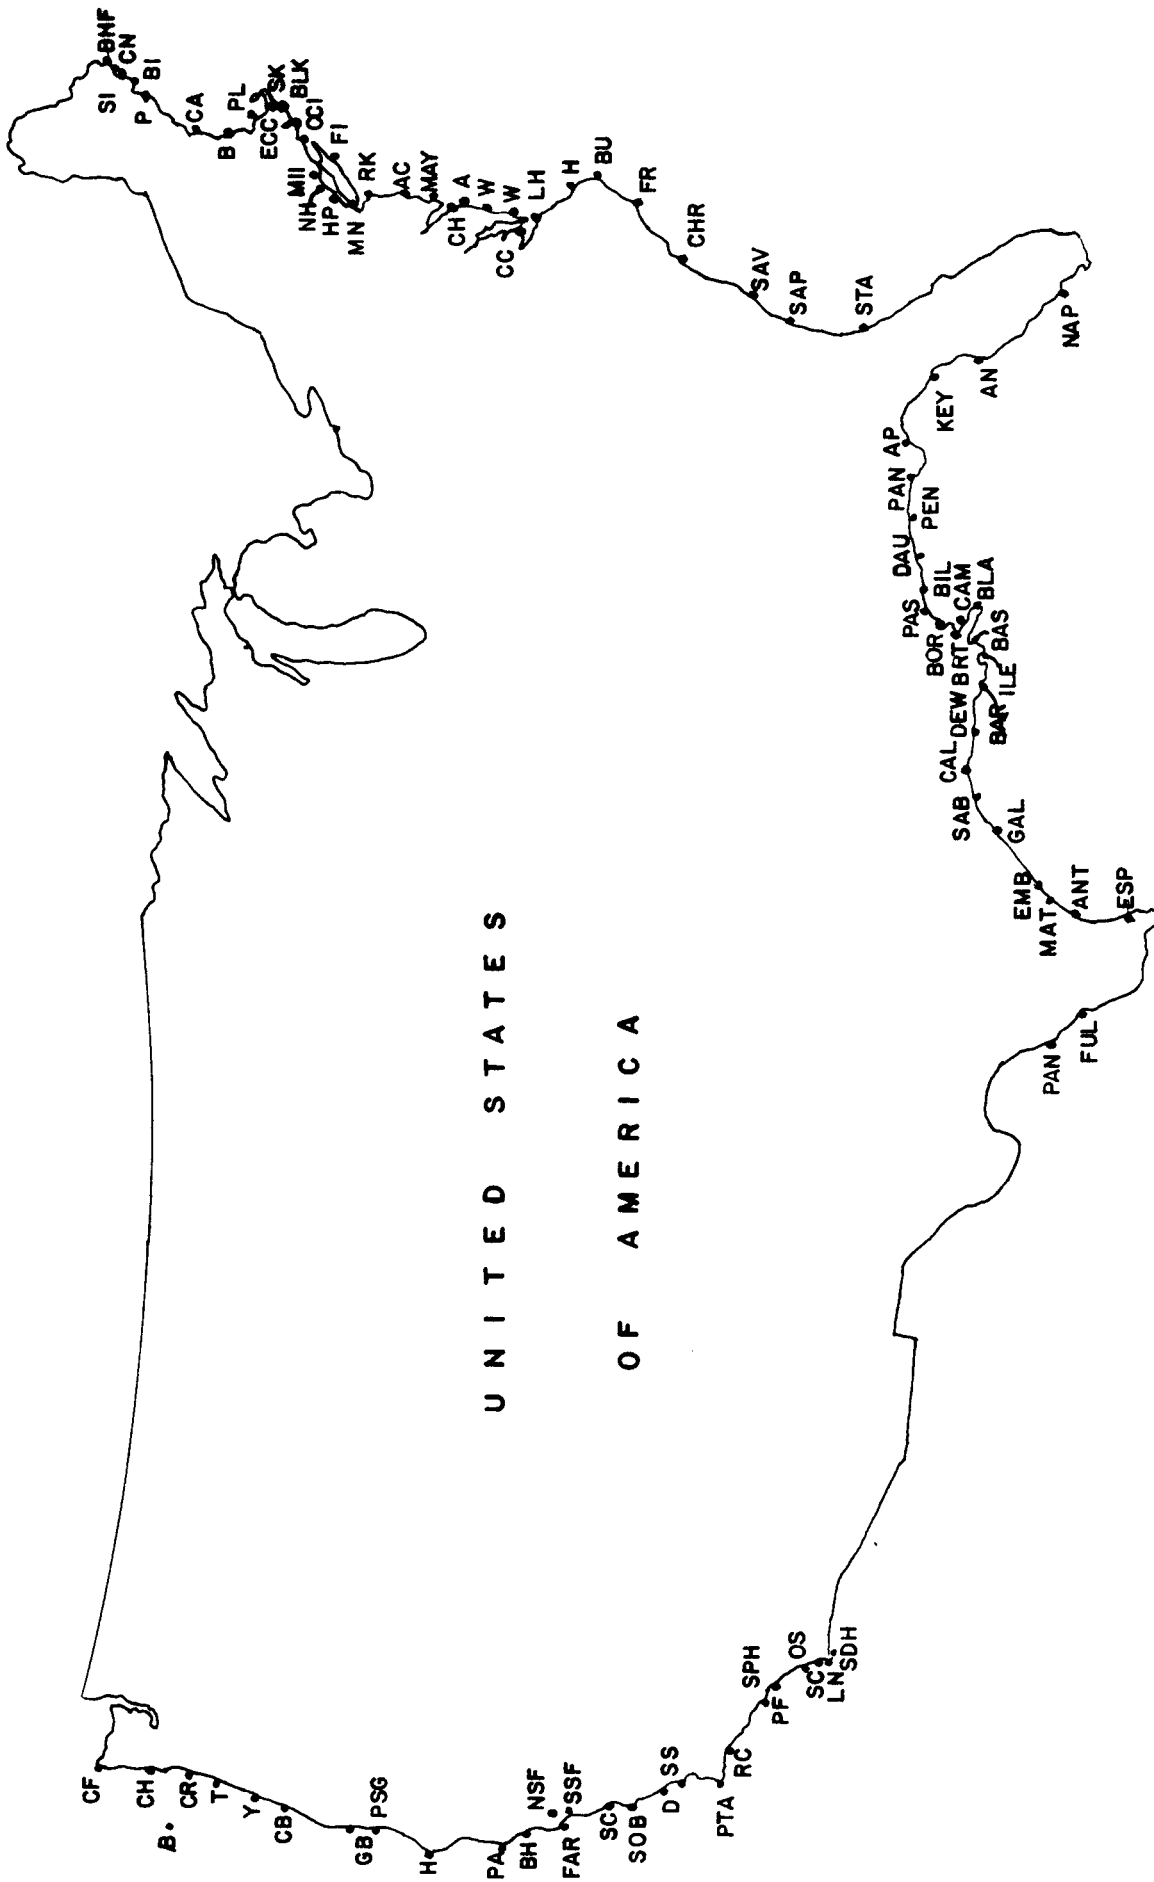 UNITED STATES
OF AMERICA
CF
CH
B
CR
T
Y
CB
GB
PSG
H
PA
BH
NSF
FAR
SSF
SC
SOB
D
SS
PTA
RC
SPH
PF
OS
SC
LN
SDH
PAN
FUL
ESP
ANT
MAT
EMB
GAL
SAB
CAL
DEW
BAR
ILE
BRT
BAS
BLA
CAM
BOR
BIL
PAS
DAU
PEN
PAN
AP
KEY
AN
NAP
STA
SAP
SAV
CHR
FR
BU
H
LH
CC
W
W
A
CH
MAY
AC
RK
MN
HP
NH
MII
FI
CCI
BLK
SK
ECC
PL
B
CA
P
BI
SI
CN
BNF